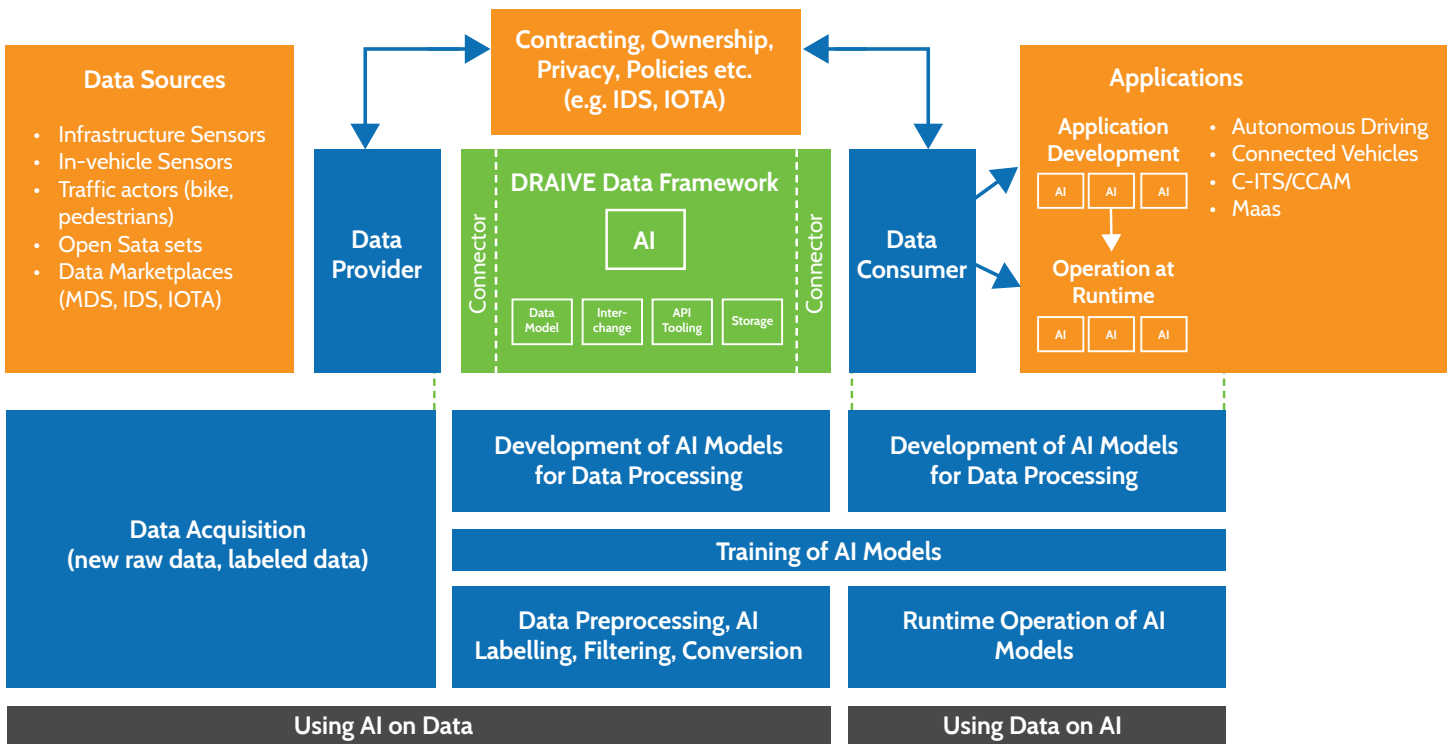 Contracting, Ownership,
Privacy, Policies etc.
(e.g. IDS, IOTA)
Data Sources
• Infrastructure Sensors
• In-vehicle Sensors
• Traffic actors (bike,
pedestrians)
• Open Sata sets
• Data Marketplaces
(MDS, IDS, IOTA)
Data
Provider
Connector
DRAIVE Data Framework
AI
Data
Model
Inter-
change
API
Tooling
Storage
Connector
Data
Consumer
Applications
Application
Development
AI
AI
AI
Operation at
Runtime
AI
AI
AI
• Autonomous Driving
• Connected Vehicles
• C-ITS/CCAM
• Maas
Data Acquisition
(new raw data, labeled data)
Development of AI Models
for Data Processing
Development of AI Models
for Data Processing
Training of AI Models
Data Preprocessing, AI
Labelling, Filtering, Conversion
Runtime Operation of AI
Models
Using AI on Data
Using Data on AI